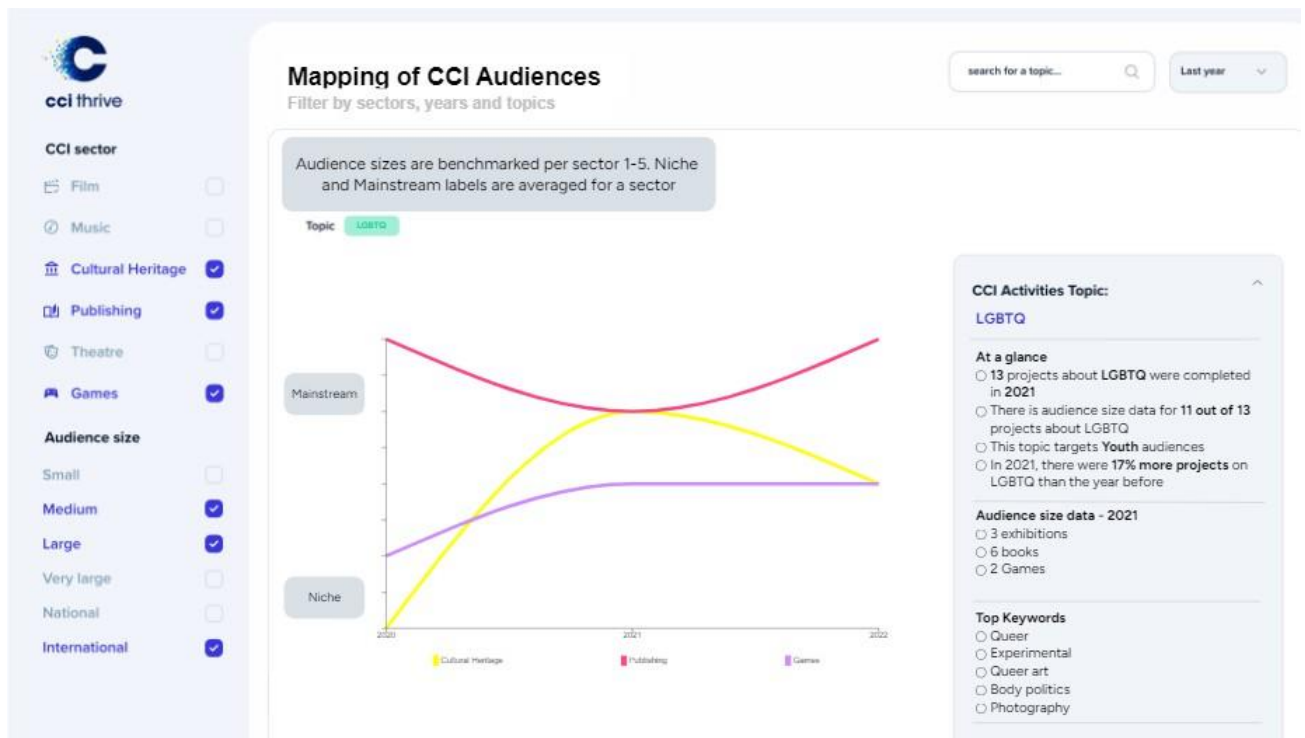 cci thrive
CCI sector
Film
Music
Cultural Heritage
Publishing
Theatre
Games
Audience size
Small
Medium
Large
Very large
National
International
Mapping of CCI Audiences
Filter by sectors, years and topics
search for a topic...
Last year
Audience sizes are benchmarked per sector 1-5. Niche
and Mainstream labels are averaged for a sector
Topic LGBTQ
Mainstream
Niche
2020 2021 2022
Cultural Heritage Publishing Games
CCI Activities Topic:
LGBTQ
At a glance
13 projects about LGBTQ were completed
in 2021
There is audience size data for 11 out of 13
projects about LGBTQ
This topic targets Youth audiences
In 2021, there were 17% more projects on
LGBTQ than the year before
Audience size data - 2021
3 exhibitions
6 books
2 Games
Top Keywords
Queer
Experimental
Queer art
Body politics
Photography